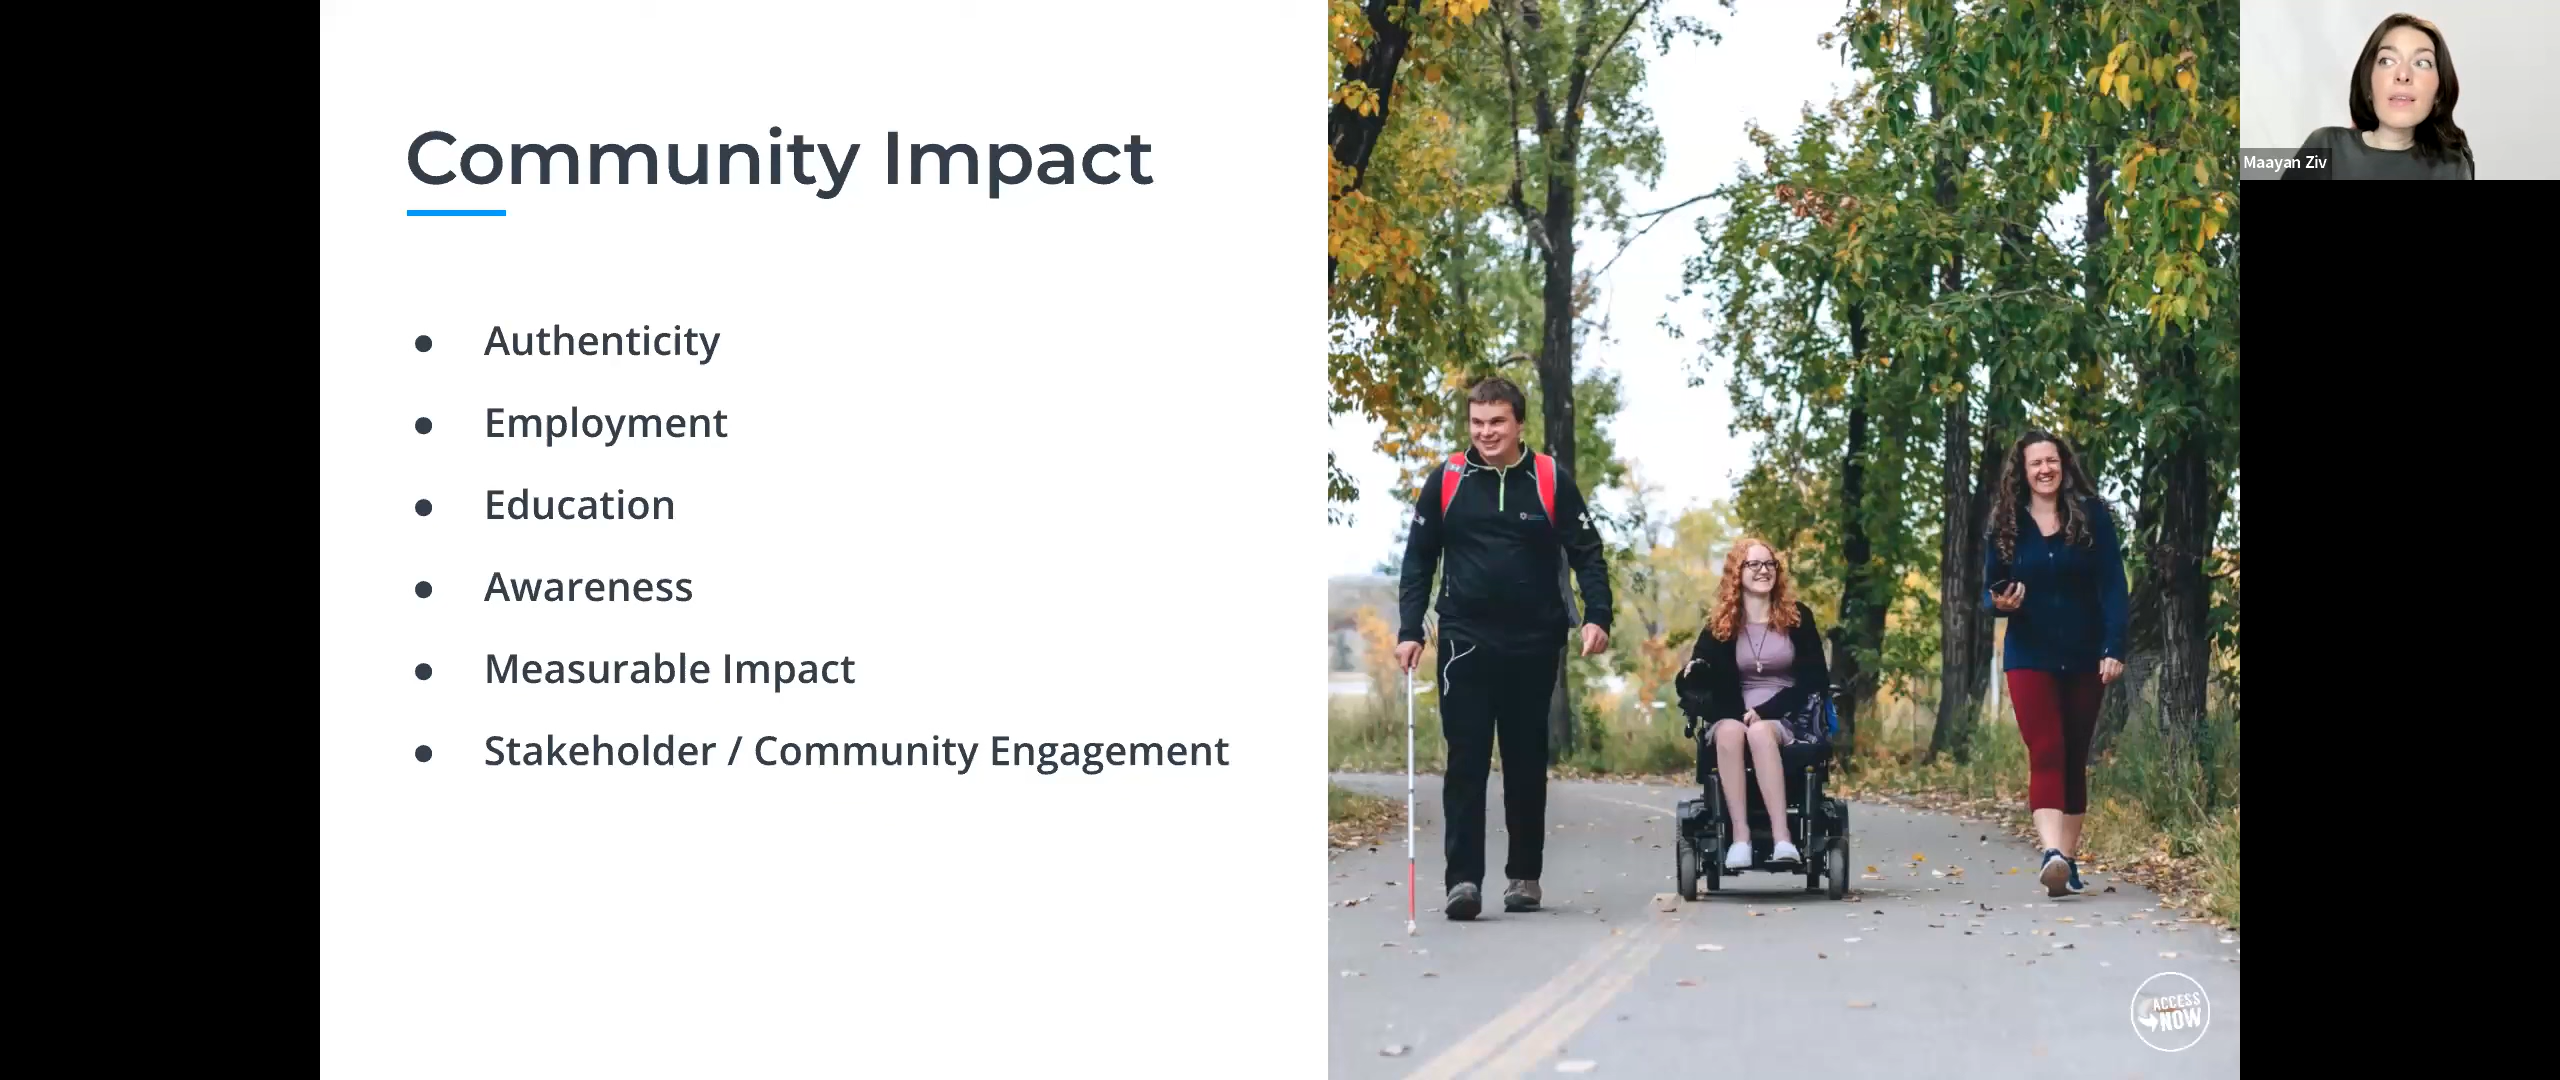 Community Impact
Authenticity
Employment
Education
Awareness
Measurable Impact
Stakeholder / Community Engagement
Maayan Ziv
ACCESS
NOW